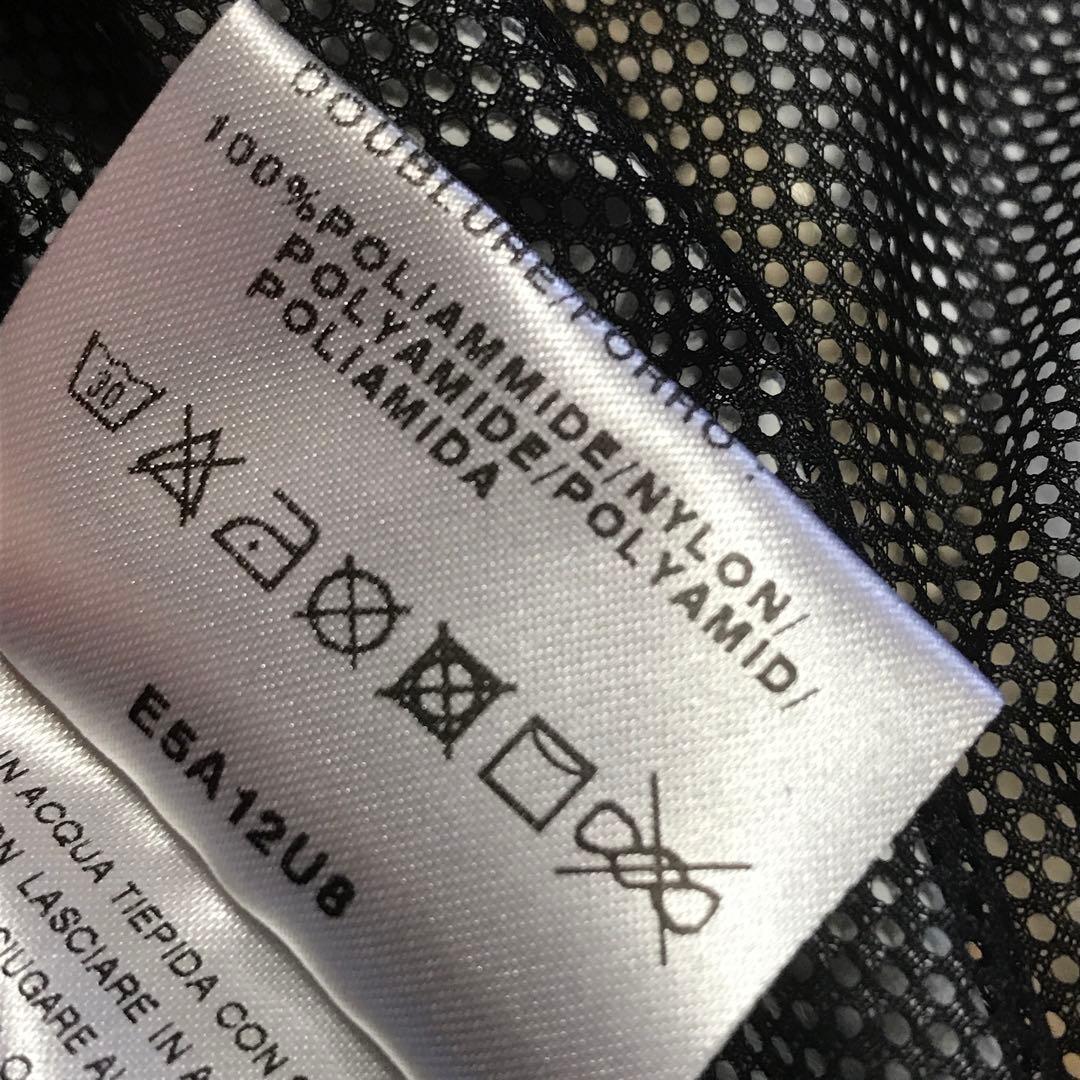 DOUBLURE/FORRO:
100%POLIAMMIDE/NYLON/
POLYAMIDE/POLYAMID/
POLIAMIDA
30
E5A12U8
IN ACQUA TIEPIDA CON
LASCIARE IN